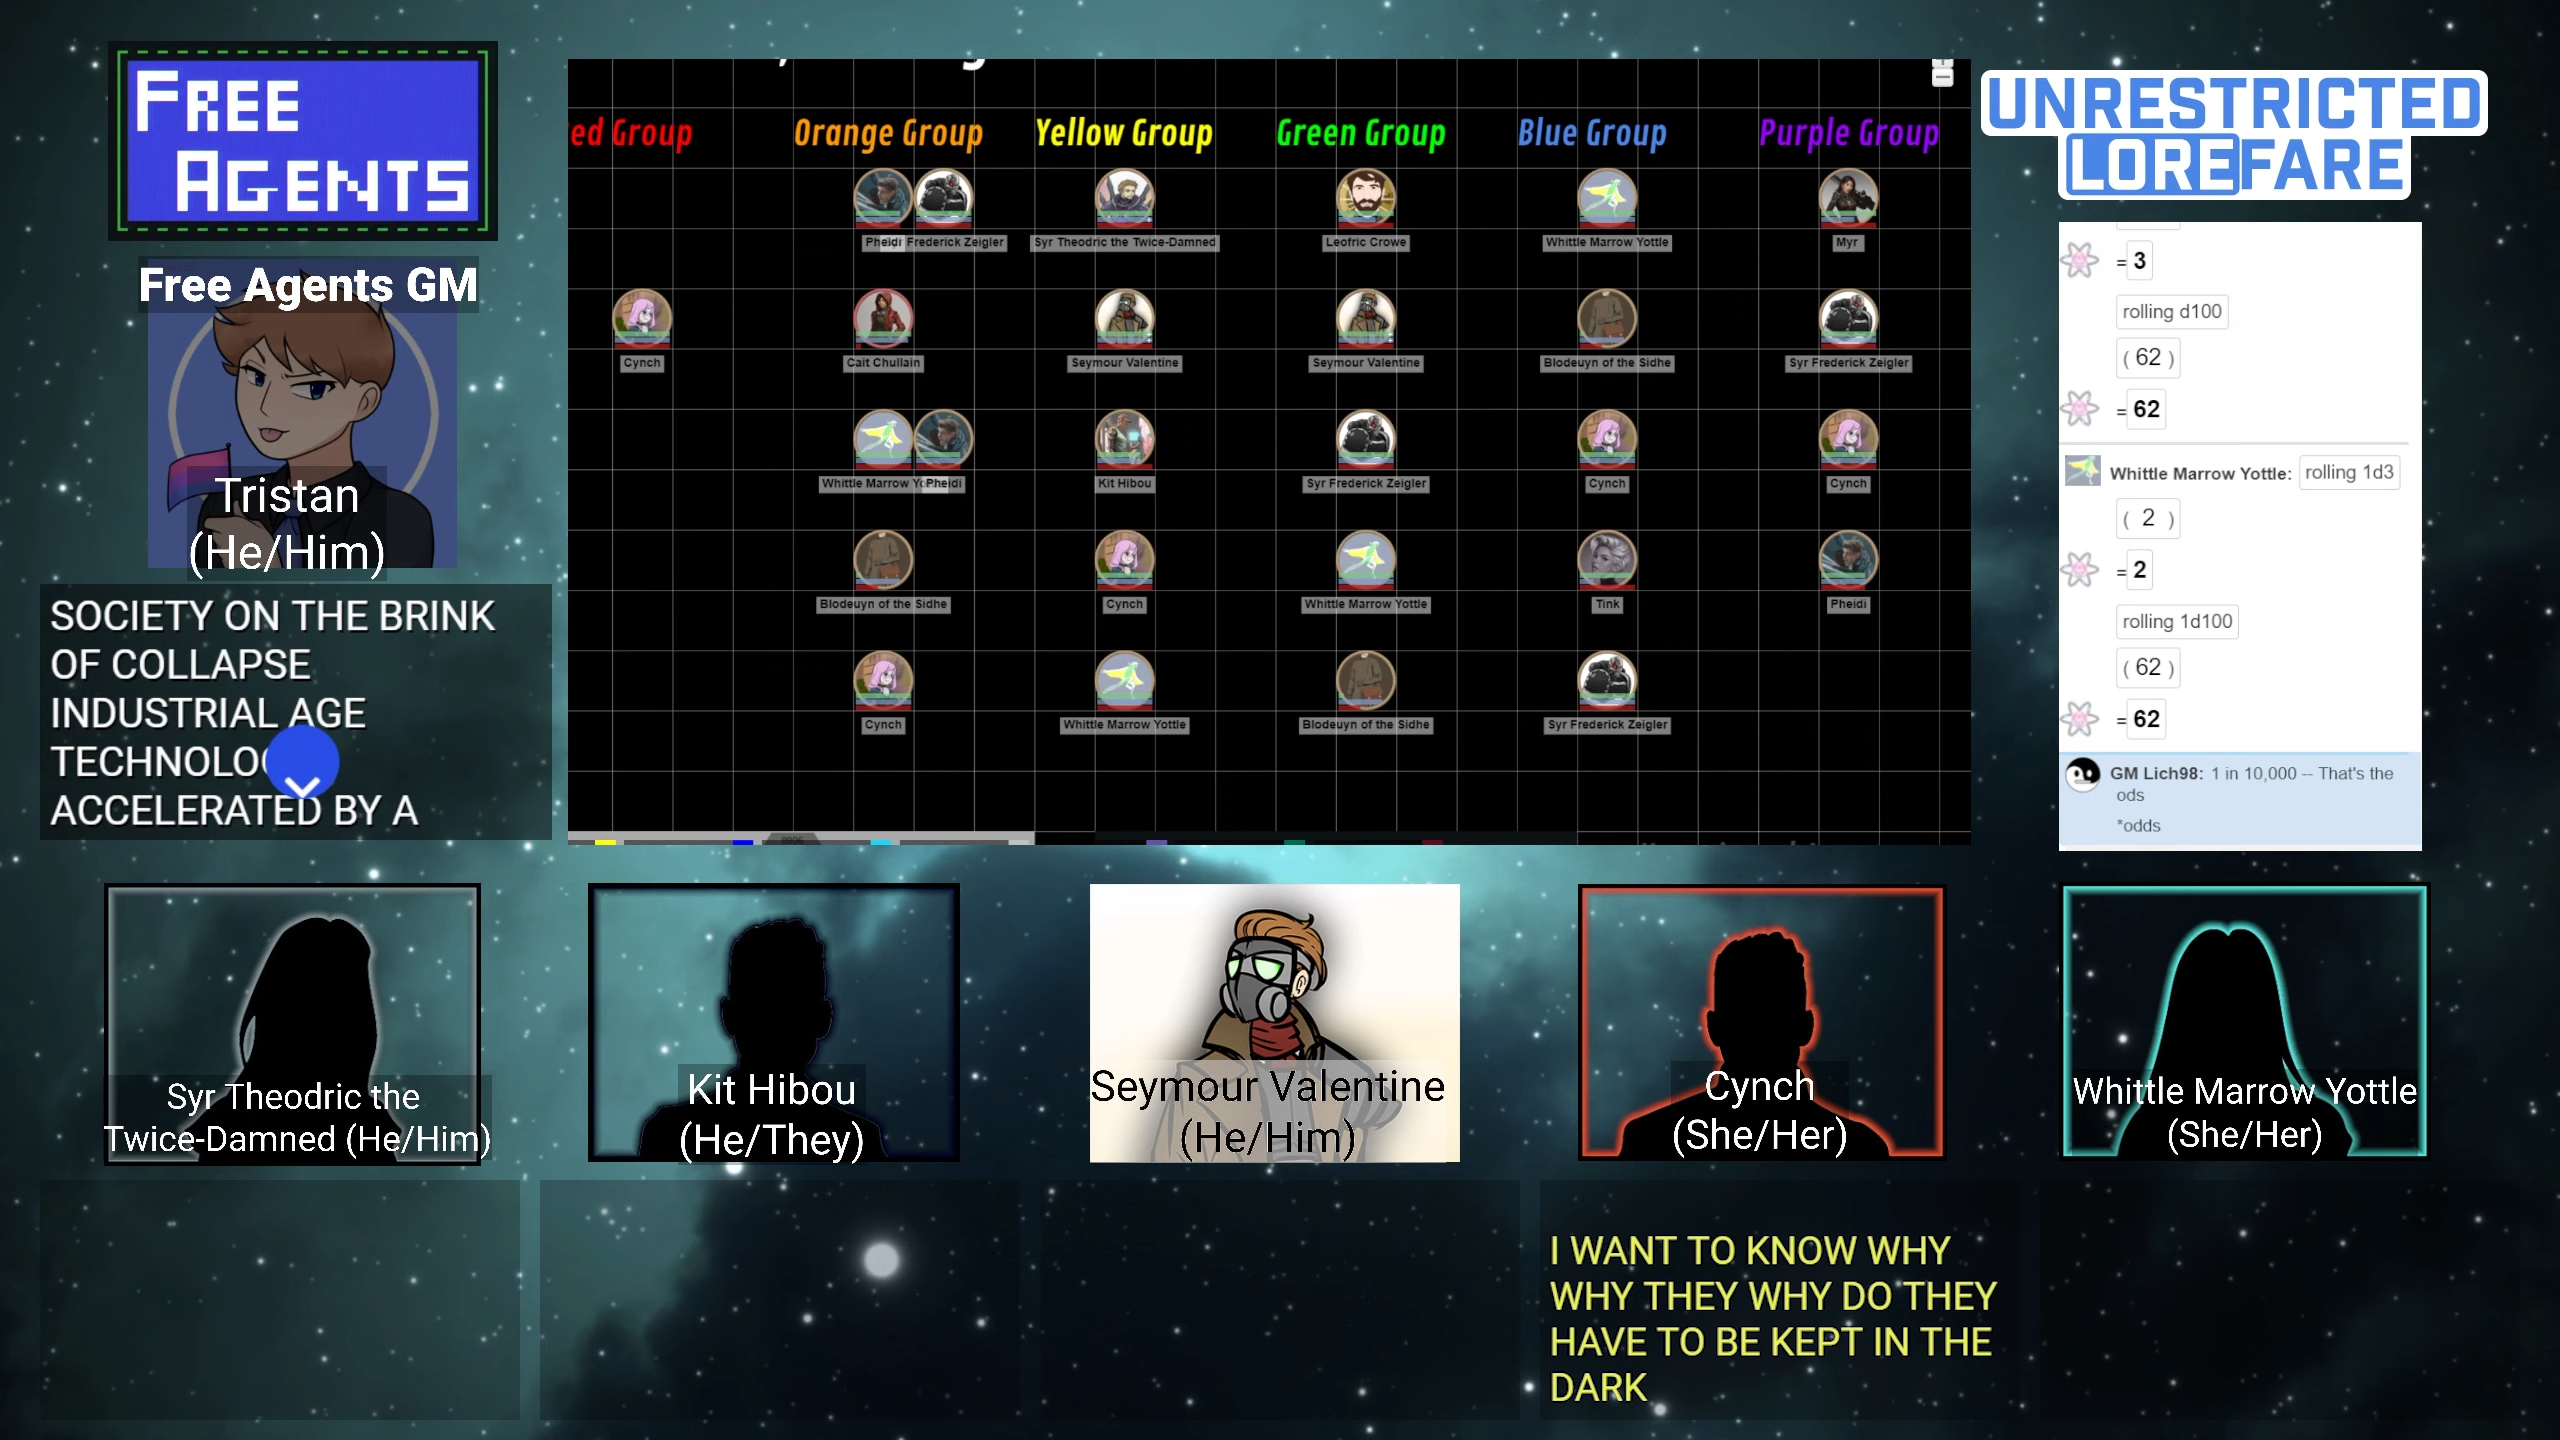 FREE
AGENTS
Free Agents GM
Tristan
(He/Him)
SOCIETY ON THE BRINK
OF COLLAPSE
INDUSTRIAL AGE
TECHNOLO
ACCELERATED BY A
ed Group
Orange Group
Yellow Group
Green Group
Blue Group
Purple Group
Pheidi Frederick Zeigler
Syr Theodric the Twice-Damned
Leofric Crowe
Whittle Marrow Yottle
Myr
Cynch
Cait Chullain
Seymour Valentine
Seymour Valentine
Blodeuyn of the Sidhe
Syr Frederick Zeigler
Whittle Marrow Yo Pheidi
Kit Hibou
Syr Frederick Zeigler
Cynch
Cynch
Blodeuyn of the Sidhe
Cynch
Whittle Marrow Yottle
Tink
Pheidi
Cynch
Whittle Marrow Yottle
Blodeuyn of the Sidhe
Syr Frederick Zeigler
UNRESTRICTED
LOREFARE
= 3
rolling d100
( 62 )
= 62
Whittle Marrow Yottle: rolling 1d3
( 2 )
= 2
rolling 1d100
( 62 )
= 62
GM Lich98: 1 in 10,000 -- That's the
ods
*odds
Syr Theodric the
Twice-Damned (He/Him)
Kit Hibou
(He/They)
Seymour Valentine
(He/Him)
Cynch
(She/Her)
Whittle Marrow Yottle
(She/Her)
I WANT TO KNOW WHY
WHY THEY WHY DO THEY
HAVE TO BE KEPT IN THE
DARK